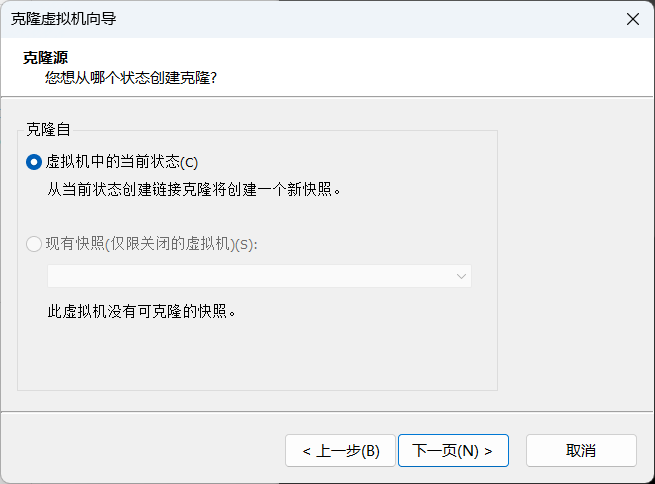 克隆虚拟机向导
克隆源
您想从哪个状态创建克隆?
克隆自
虚拟机中的当前状态(C)
从当前状态创建链接克隆将创建一个新快照。
现有快照(仅限关闭的虚拟机)(S):
此虚拟机没有可克隆的快照。
< 上一步(B) 下一页(N) > 取消